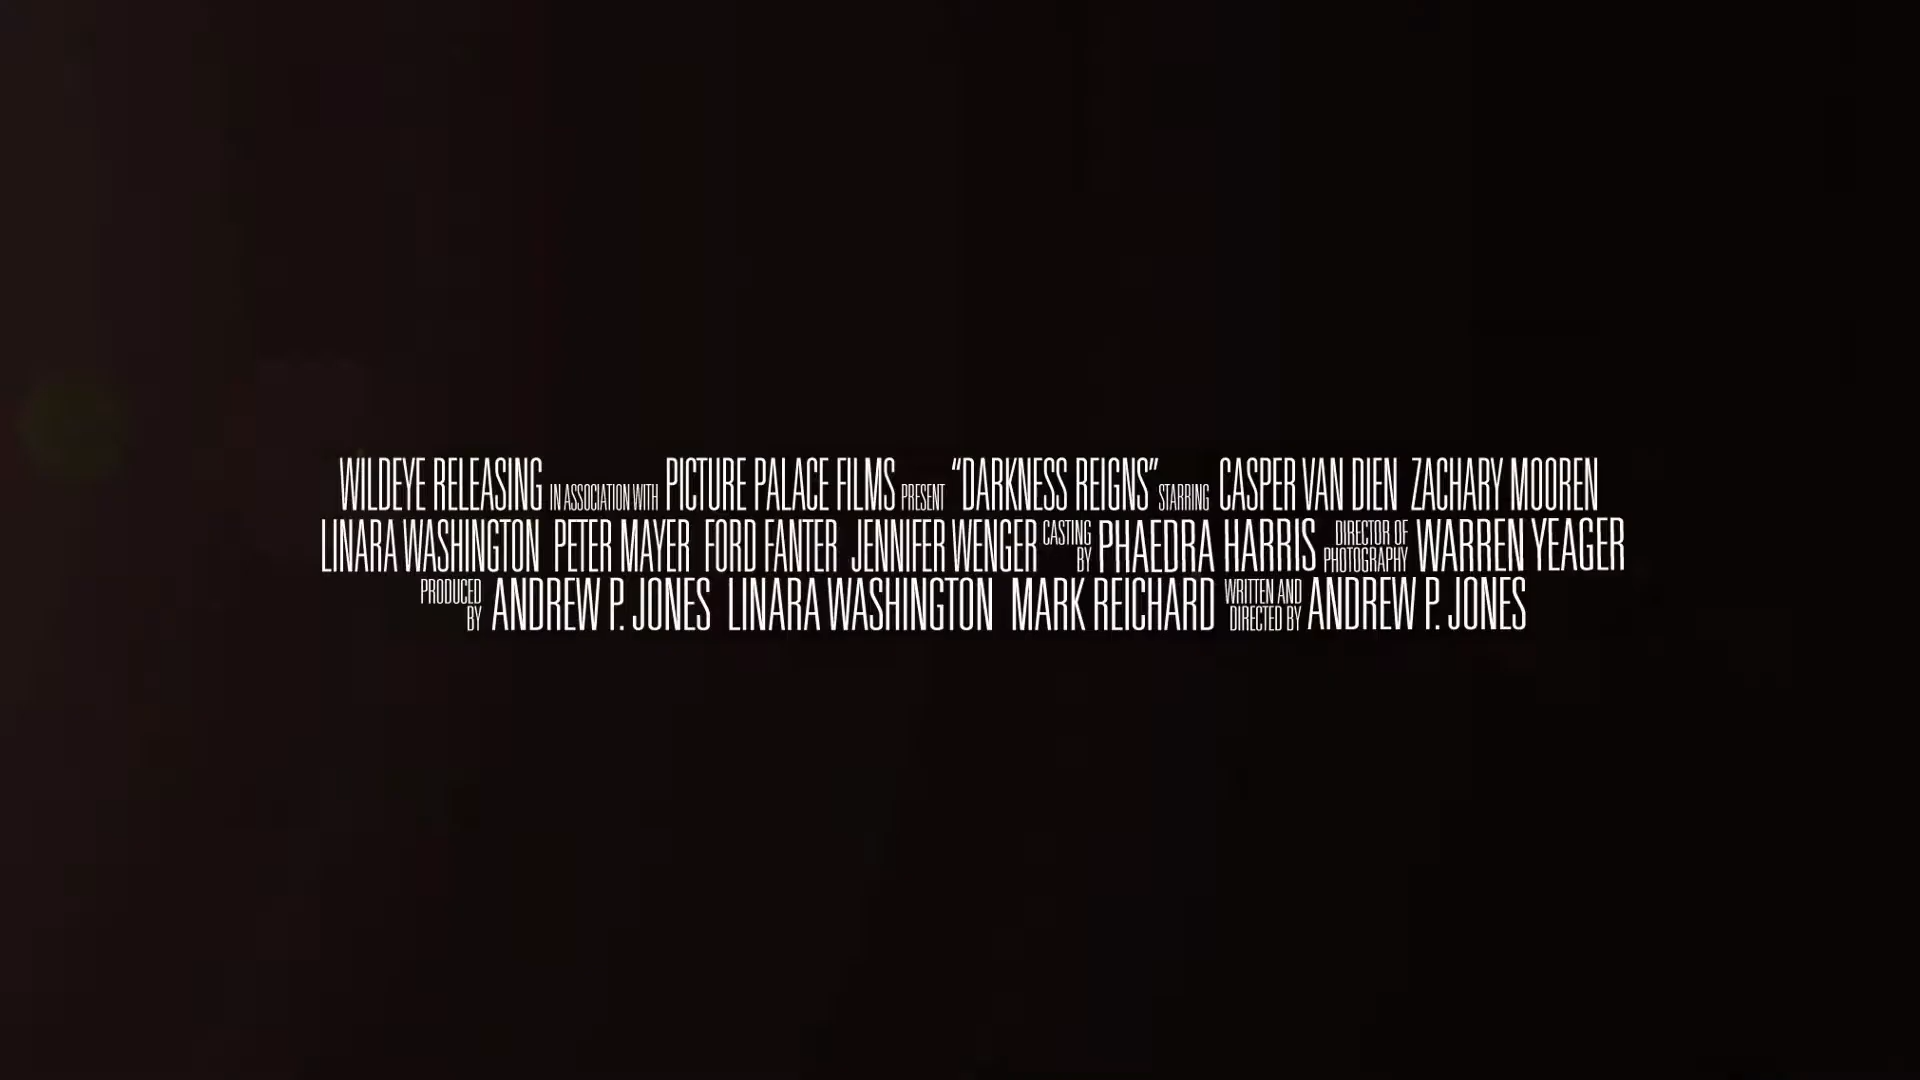 WILDEYE RELEASING IN ASSOCIATION WITH PICTURE PALACE FILMS PRESENT “DARKNESS REIGNS” STARRING CASPER VAN DIEN ZACHARY MOOREN
LINARA WASHINGTON PETER MAYER FORD FANTER JENNIFER WENGER CASTING BY PHAEDRA HARRIS DIRECTOR OF PHOTOGRAPHY WARREN YEAGER
PRODUCED BY ANDREW P. JONES LINARA WASHINGTON MARK REICHARD WRITTEN AND DIRECTED BY ANDREW P. JONES